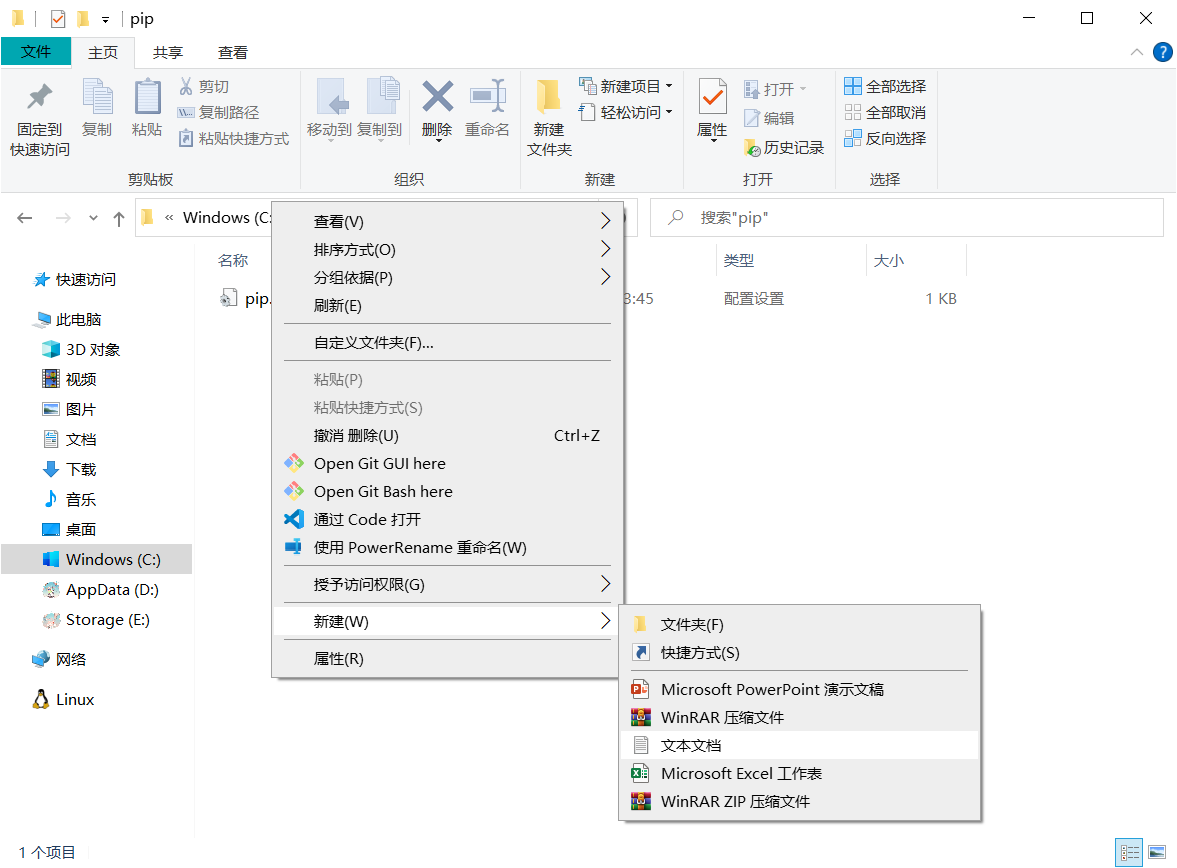 pip
文件 主页 共享 查看
固定到
快速访问
复制
粘贴
剪切
复制路径
粘贴快捷方式
剪贴板
移动到
复制到
删除
重命名
组织
新建
文件夹
新建项目
轻松访问
新建
属性
打开
编辑
历史记录
打开
全部选择
全部取消
反向选择
选择
« Windows (C:
搜索"pip"
名称 类型 大小
pip. 3:45 配置设置 1 KB
快速访问
此电脑
3D 对象
视频
图片
文档
下载
音乐
桌面
Windows (C:)
AppData (D:)
Storage (E:)
网络
Linux
查看(V)
排序方式(O)
分组依据(P)
刷新(E)
自定义文件夹(F)...
粘贴(P)
粘贴快捷方式(S)
撤消 删除(U) Ctrl+Z
Open Git GUI here
Open Git Bash here
通过 Code 打开
使用 PowerRename 重命名(W)
授予访问权限(G)
新建(W)
属性(R)
文件夹(F)
快捷方式(S)
Microsoft PowerPoint 演示文稿
WinRAR 压缩文件
文本文档
Microsoft Excel 工作表
WinRAR ZIP 压缩文件
1 个项目